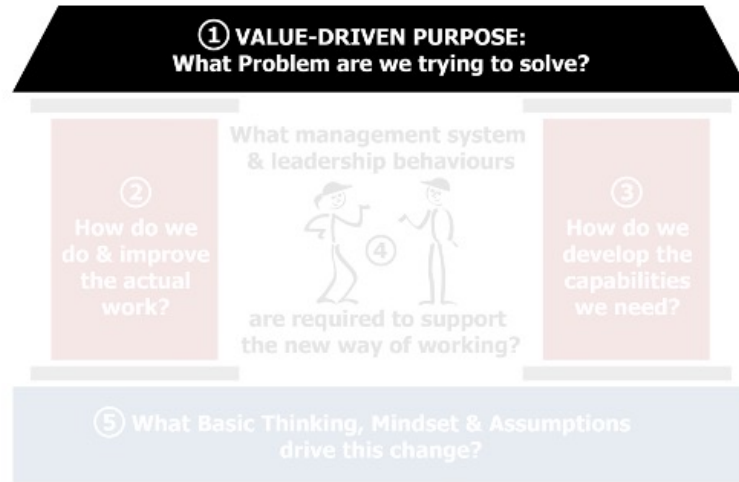 ① VALUE-DRIVEN PURPOSE:
What Problem are we trying to solve?
What management system
& leadership behaviours
②
How do we
do & improve
the actual
work?
④
③
How do we
develop the
capabilities
we need?
are required to support
the new way of working?
⑤ What Basic Thinking, Mindset & Assumptions
drive this change?